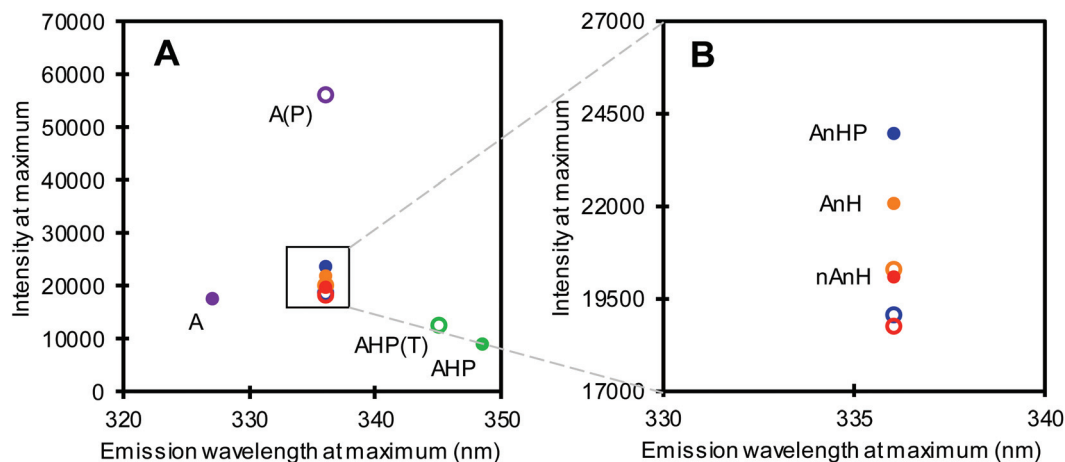 A
Intensity at maximum
70000
60000
50000
40000
30000
20000
10000
0
A(P)
A
AHP(T)
AHP
320
330
340
350
Emission wavelength at maximum (nm)
B
Intensity at maximum
27000
24500
22000
19500
17000
AnHP
AnH
nAnH
330
335
340
Emission wavelength at maximum (nm)